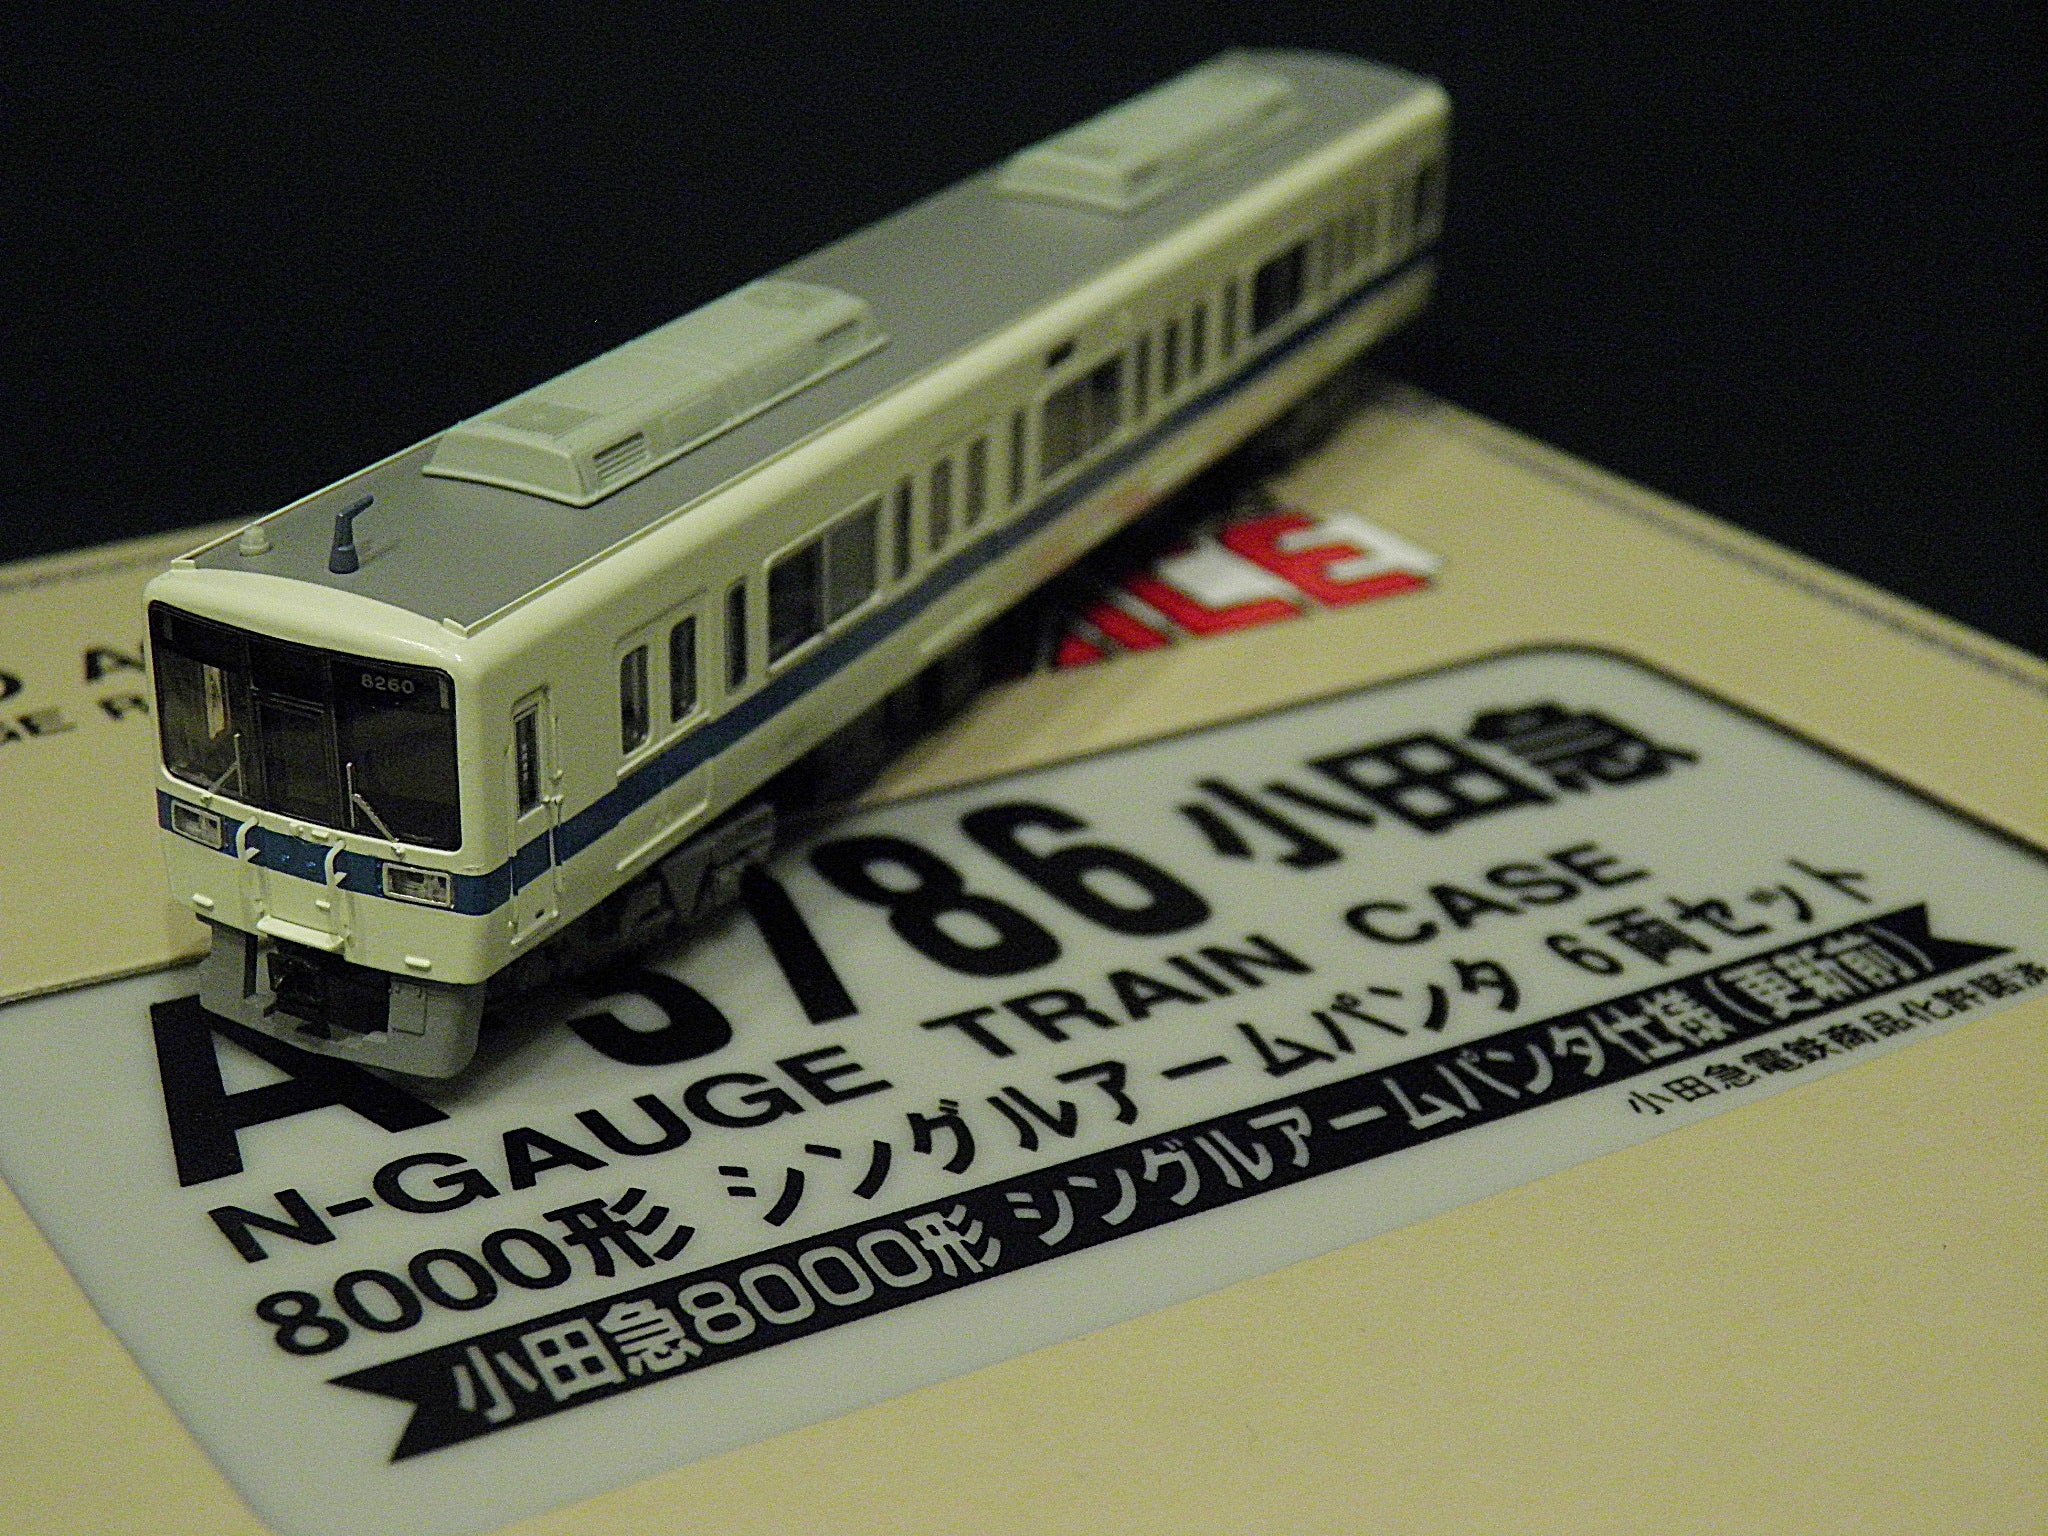 8260
小田急
N-GAUGE TRAIN CASE
8000形 シングルアームパンタ 6両セット
小田急8000形 シングルアームパンタ仕様(更新前)
小田急電鉄商品化許諾済